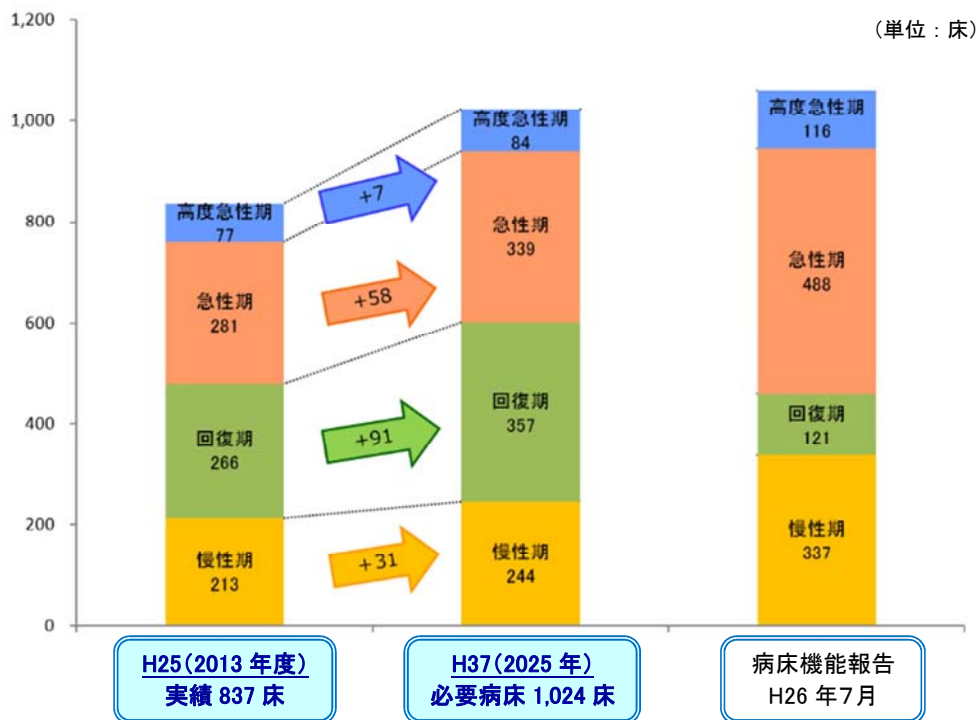 (単位：床)
1,200
1,000
800
600
400
200
0
高度急性期
77
急性期
281
回復期
266
慢性期
213
+7
+58
+91
+31
高度急性期
84
急性期
339
回復期
357
慢性期
244
高度急性期
116
急性期
488
回復期
121
慢性期
337
H25(2013 年度)
実績 837 床
H37(2025 年)
必要病床 1,024 床
病床機能報告
H26 年7月